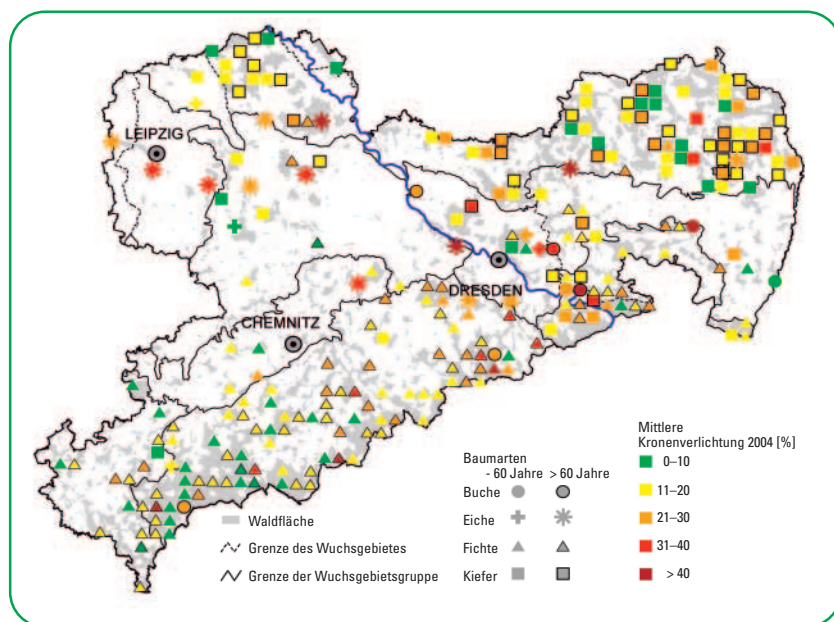 LEIPZIG
DRESDEN
CHEMNITZ
Waldfläche
Grenze des Wuchsgebietes
Grenze der Wuchsgebietsgruppe
Baumarten
- 60 Jahre > 60 Jahre
Buche
Eiche
Fichte
Kiefer
Mittlere
Kronenverlichtung 2004 [%]
0–10
11–20
21–30
31–40
> 40